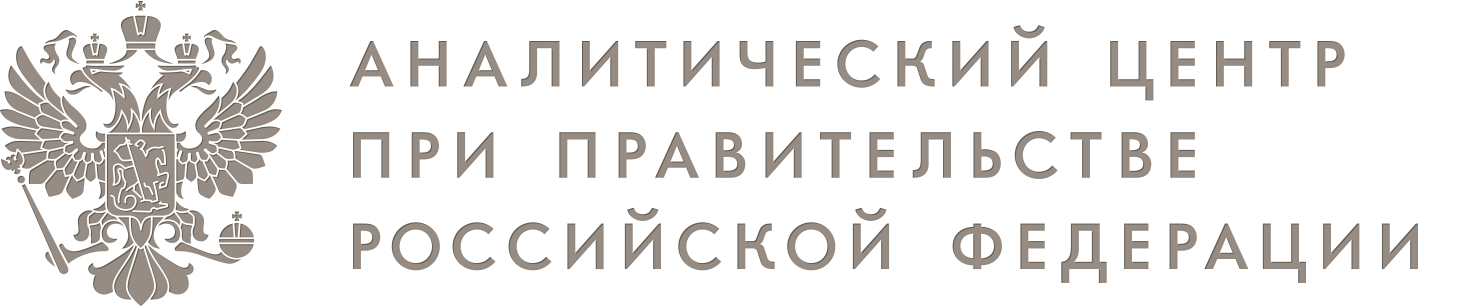 АНАЛИТИЧЕСКИЙ ЦЕНТР
ПРИ ПРАВИТЕЛЬСТВЕ
РОССИЙСКОЙ ФЕДЕРАЦИИ